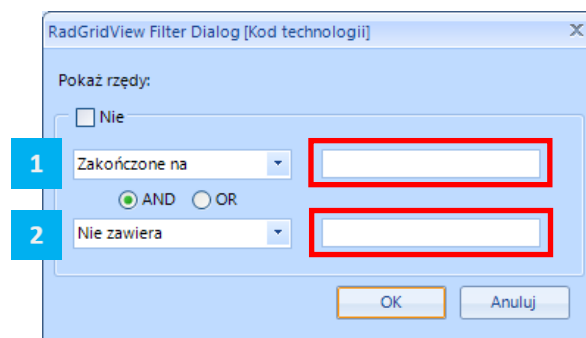 RadGridView Filter Dialog [Kod technologii]
Pokaż rzędy:
Nie
1 Zakończone na
AND OR
2 Nie zawiera
OK Anuluj